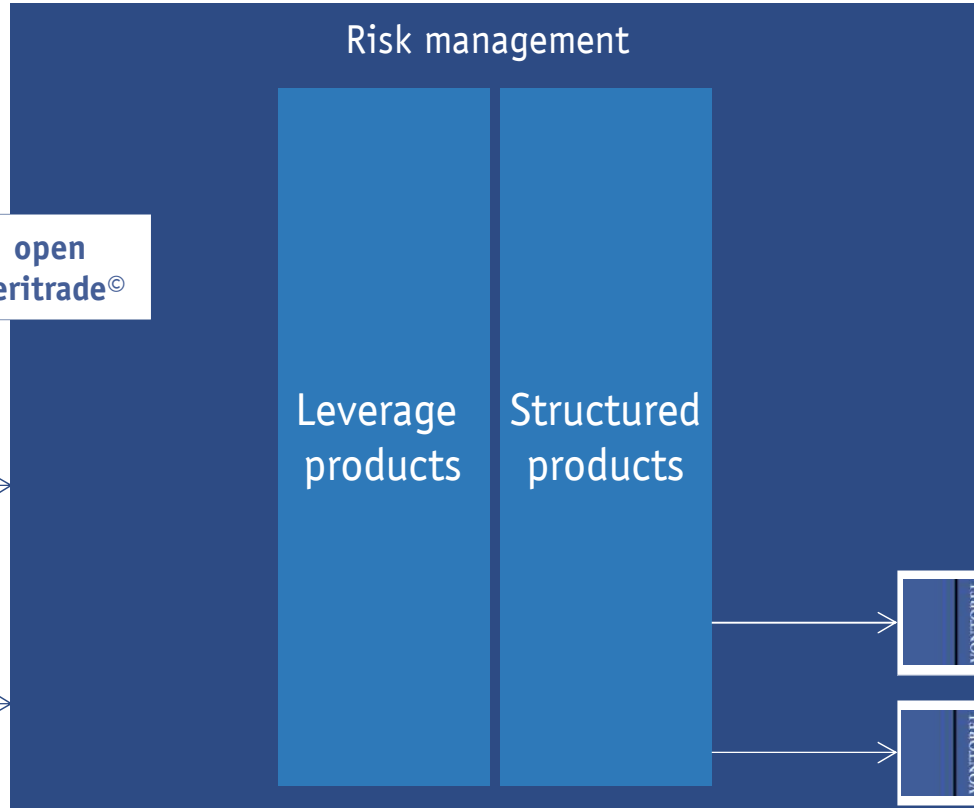 Risk management
open
eritrade©
Leverage
products
Structured
products